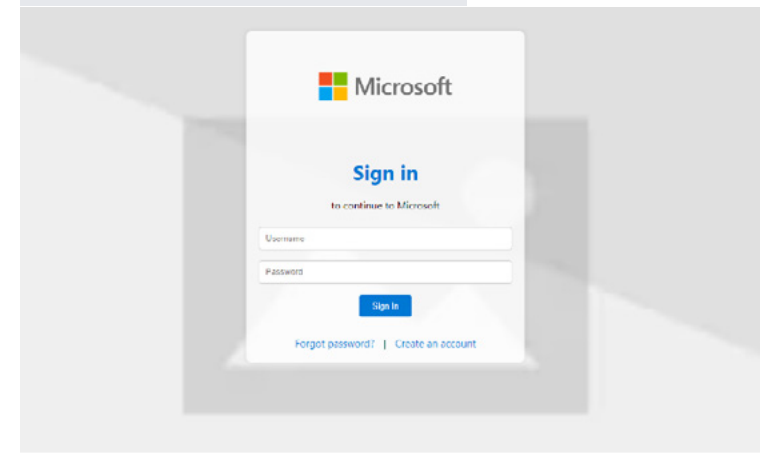 Microsoft
Sign in
to continue to Microsoft
Username
Password
Sign In
Forgot password? | Create an account